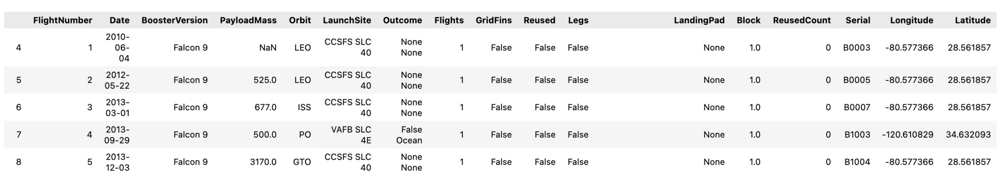 FlightNumber Date BoosterVersion PayloadMass Orbit LaunchSite Outcome Flights GridFins Reused Legs LandingPad Block ReusedCount Serial Longitude Latitude
4 1 2010-06-04 Falcon 9 NaN LEO CCSFS SLC 40 None None 1 False False False None 1.0 0 B0003 -80.577366 28.561857
5 2 2012-05-22 Falcon 9 525.0 LEO CCSFS SLC 40 None None 1 False False False None 1.0 0 B0005 -80.577366 28.561857
6 3 2013-03-01 Falcon 9 677.0 ISS CCSFS SLC 40 None None 1 False False False None 1.0 0 B0007 -80.577366 28.561857
7 4 2013-09-29 Falcon 9 500.0 PO VAFB SLC 4E False Ocean 1 False False False None 1.0 0 B1003 -120.610829 34.632093
8 5 2013-12-03 Falcon 9 3170.0 GTO CCSFS SLC 40 None None 1 False False False None 1.0 0 B1004 -80.577366 28.561857